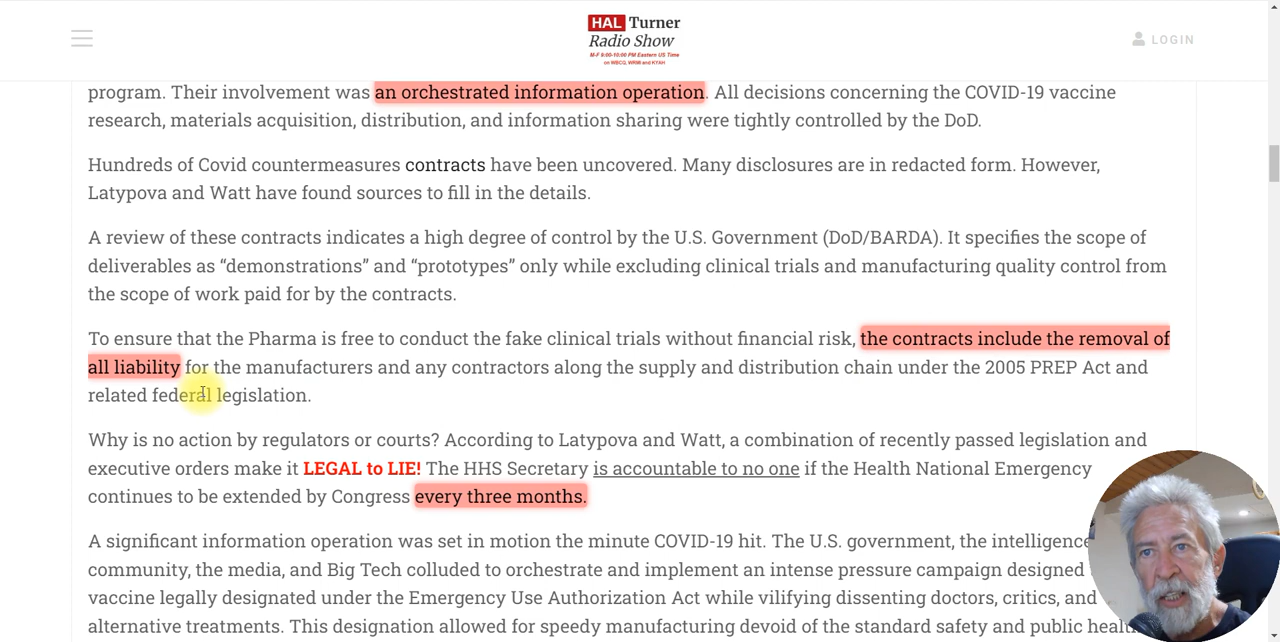 HAL Turner
Radio Show
M-F 9:00-10:00 PM Eastern US Time
on WBCQ, WRMI and KYAH
LOGIN
program. Their involvement was an orchestrated information operation. All decisions concerning the COVID-19 vaccine
research, materials acquisition, distribution, and information sharing were tightly controlled by the DoD.
Hundreds of Covid countermeasures contracts have been uncovered. Many disclosures are in redacted form. However,
Latypova and Watt have found sources to fill in the details.
A review of these contracts indicates a high degree of control by the U.S. Government (DoD/BARDA). It specifies the scope of
deliverables as “demonstrations” and “prototypes” only while excluding clinical trials and manufacturing quality control from
the scope of work paid for by the contracts.
To ensure that the Pharma is free to conduct the fake clinical trials without financial risk, the contracts include the removal of
all liability for the manufacturers and any contractors along the supply and distribution chain under the 2005 PREP Act and
related federal legislation.
Why is no action by regulators or courts? According to Latypova and Watt, a combination of recently passed legislation and
executive orders make it LEGAL to LIE! The HHS Secretary is accountable to no one if the Health National Emergency
continues to be extended by Congress every three months.
A significant information operation was set in motion the minute COVID-19 hit. The U.S. government, the intelligence
community, the media, and Big Tech colluded to orchestrate and implement an intense pressure campaign designed
vaccine legally designated under the Emergency Use Authorization Act while vilifying dissenting doctors, critics, and
alternative treatments. This designation allowed for speedy manufacturing devoid of the standard safety and public